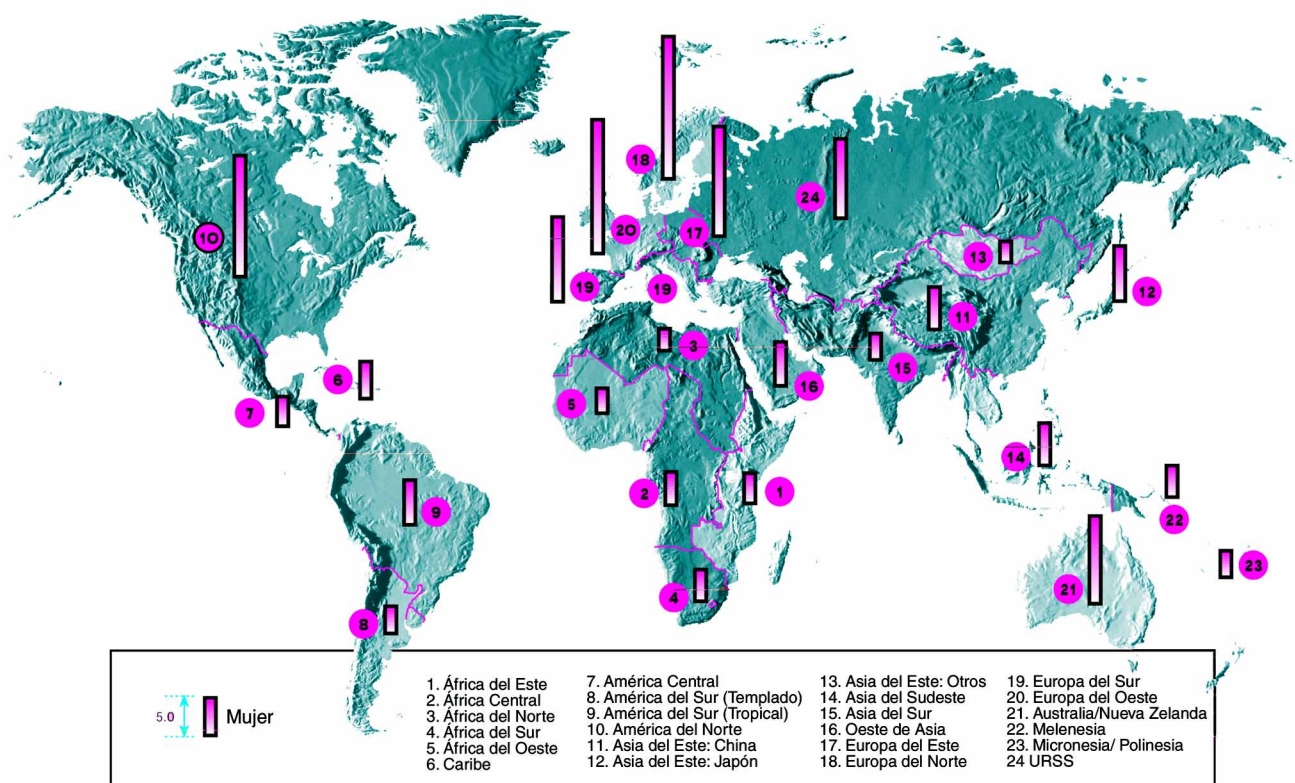 18
24
10
20
17
13
19
19
12
11
3
15
6
16
7
5
14
2
1
9
22
23
21
4
8
5.0
Mujer
1. África del Este
2. África Central
3. África del Norte
4. África del Sur
5. África del Oeste
6. Caribe
7. América Central
8. América del Sur (Templado)
9. América del Sur (Tropical)
10. América del Norte
11. Asia del Este: China
12. Asia del Este: Japón
13. Asia del Este: Otros
14. Asia del Sudeste
15. Asia del Sur
16. Oeste de Asia
17. Europa del Este
18. Europa del Norte
19. Europa del Sur
20. Europa del Oeste
21. Australia/Nueva Zelanda
22. Melenesia
23. Micronesia/ Polinesia
24 URSS